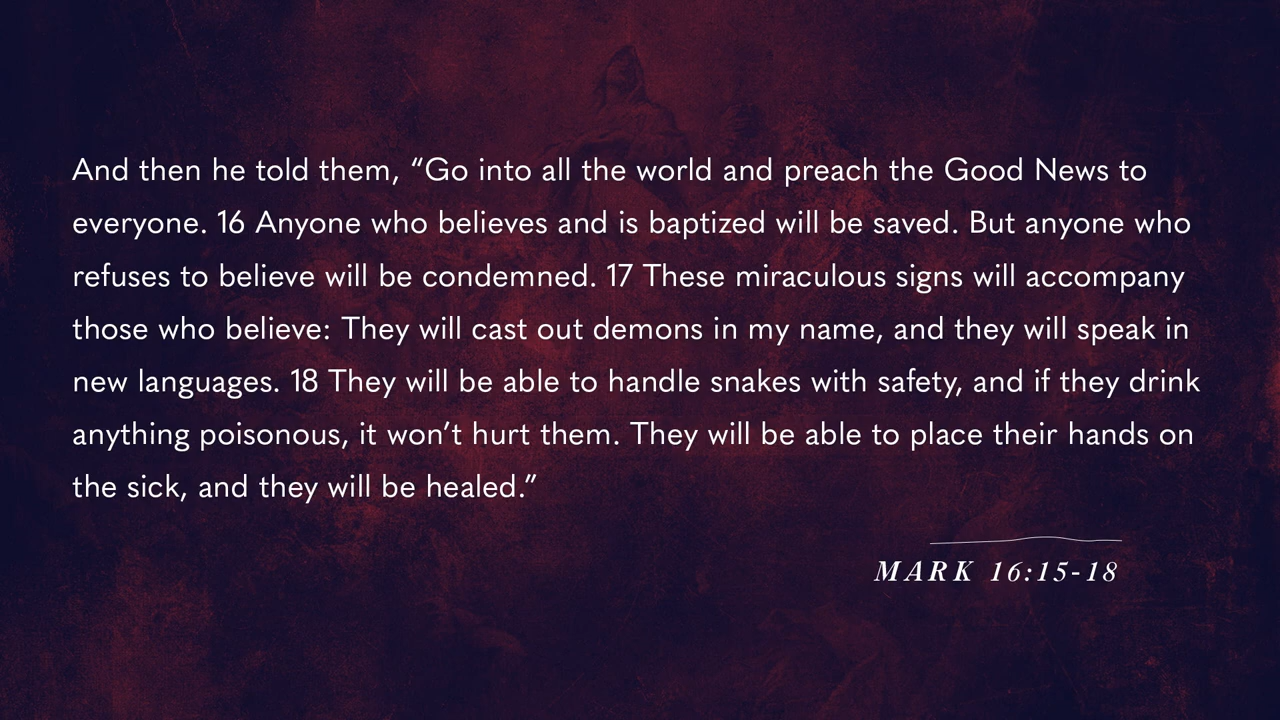 And then he told them, “Go into all the world and preach the Good News to
everyone. 16 Anyone who believes and is baptized will be saved. But anyone who
refuses to believe will be condemned. 17 These miraculous signs will accompany
those who believe: They will cast out demons in my name, and they will speak in
new languages. 18 They will be able to handle snakes with safety, and if they drink
anything poisonous, it won’t hurt them. They will be able to place their hands on
the sick, and they will be healed.”
MARK 16:15-18